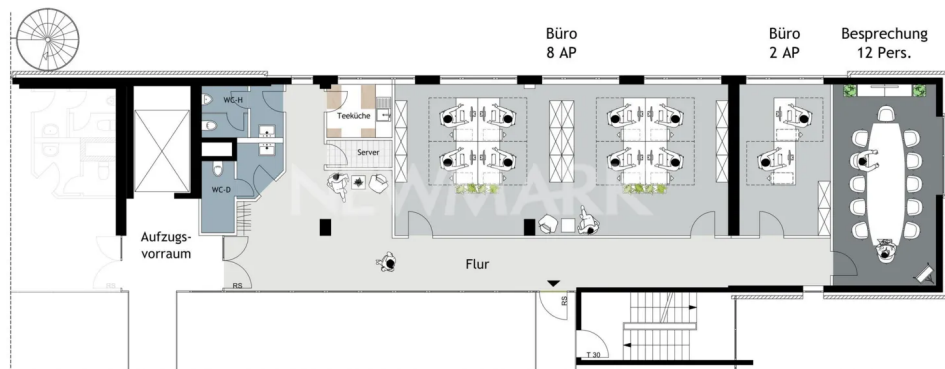 Büro
8 AP
Büro
2 AP
Besprechung
12 Pers.
WC-H
Teeküche
Server
WC-D
NEWMARK
Aufzugs-
vorraum
Flur
RS
RS
RS
T 30